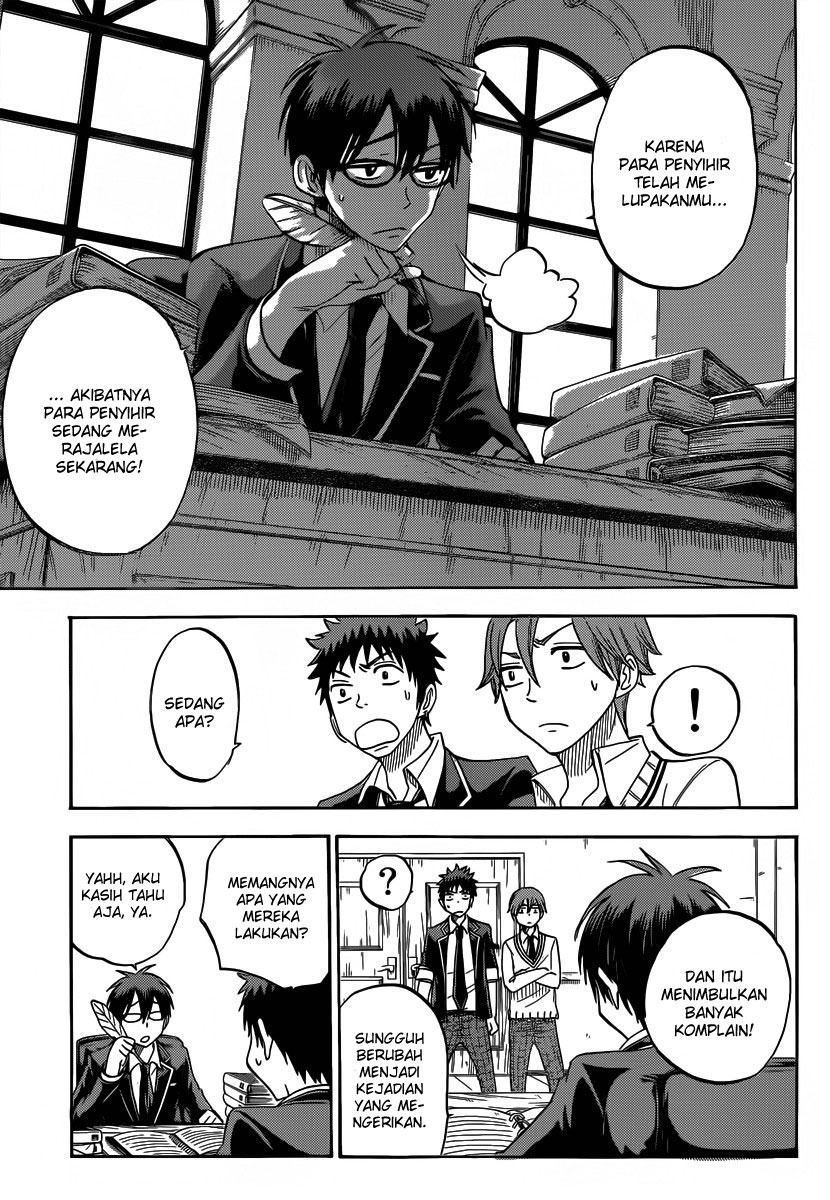 KARENA
PARA PENYIHIR
TELAH ME-
LUPAKANMU...
... AKIBATNYA
PARA PENYIHIR
SEDANG ME-
RAJALELA
SEKARANG!
!
SEDANG
APA?
DAN ITU
MENIMBULKAN
BANYAK
KOMPLAIN!
?
SUNGGUH
BERUBAH
MENJADI
KEJADIAN
YANG ME-
NGERIKAN.
MEMANGNYA
APA YANG
MEREKA
LAKUKAN?
YAHH, AKU
KASIH TAHU
AJA, YA.